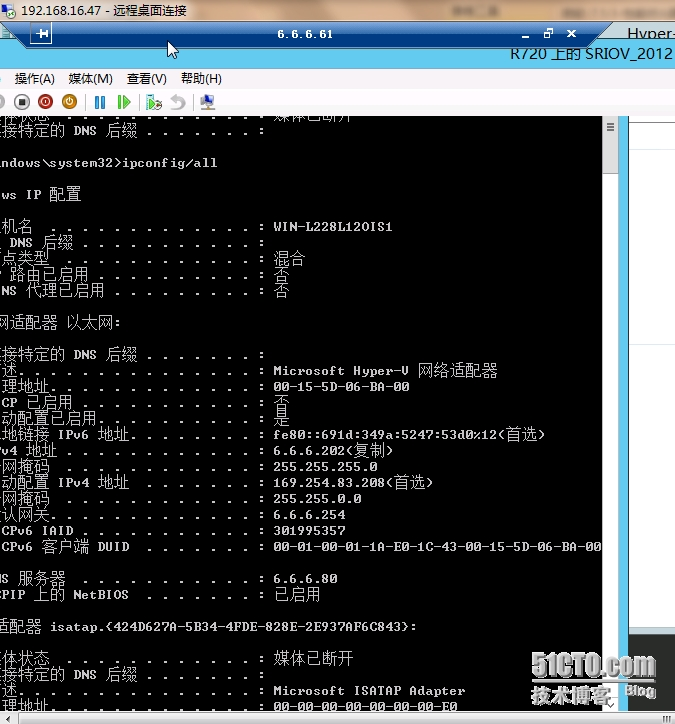 192.168.16.47 - 远程桌面连接
6.6.6.61
Hyper-
R720 上的 SRIOV_2012
操作(A) 媒体(M) 查看(V) 帮助(H)
媒体已断开
接特定的 DNS 后缀 . . . . . . . :
ndows\system32>ipconfig/all
ws IP 配置
机名 . . . . . . . . . . . . . : WIN-L228L12OIS1
DNS 后缀 . . . . . . . . . . . :
点类型 . . . . . . . . . . . . : 混合
路由已启用 . . . . . . . . . . : 否
NS 代理已启用 . . . . . . . . . : 否
网适配器 以太网:
接特定的 DNS 后缀 . . . . . . . :
述. . . . . . . . . . . . . . . : Microsoft Hyper-V 网络适配器
理地址. . . . . . . . . . . . . : 00-15-5D-06-BA-00
CP 已启用 . . . . . . . . . . . : 否
动配置已启用. . . . . . . . . . : 是
地链接 IPv6 地址. . . . . . . . : fe80::691d:349a:5247:53d0%12(首选)
v4 地址 . . . . . . . . . . . . : 6.6.6.202(复制)
网掩码 . . . . . . . . . . . . : 255.255.255.0
动配置 IPv4 地址 . . . . . . . : 169.254.83.208(首选)
网掩码 . . . . . . . . . . . . : 255.255.0.0
认网关. . . . . . . . . . . . . : 6.6.6.254
CPv6 IAID . . . . . . . . . . . : 301995357
CPv6 客户端 DUID . . . . . . . : 00-01-00-01-1A-E0-1C-43-00-15-5D-06-BA-00
S 服务器 . . . . . . . . . . . : 6.6.6.80
CPIP 上的 NetBIOS . . . . . . . : 已启用
适配器 isatap.{424D627A-5B34-4FDE-828E-2E937AF6C843}:
体状态 . . . . . . . . . . . . : 媒体已断开
接特定的 DNS 后缀 . . . . . . . :
述. . . . . . . . . . . . . . . : Microsoft ISATAP Adapter
理地址. . . . . . . . . . . . . : 00-00-00-00-00-00-00-E0
51CTO.com
技术博客 Blog